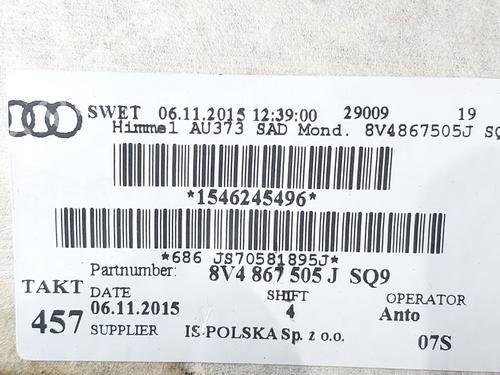 SWET 06.11.2015 12:39:00 29009 19
Himmel AU373 SAD Mond. 8V4867505J SQ
*1546245496*
*686 JS70581895J*
Partnumber: 8V4 867 505 J SQ9
TAKT DATE SHIFT OPERATOR
457 06.11.2015 4 Anto
SUPPLIER IS-POLSKA Sp. z o.o. 07S